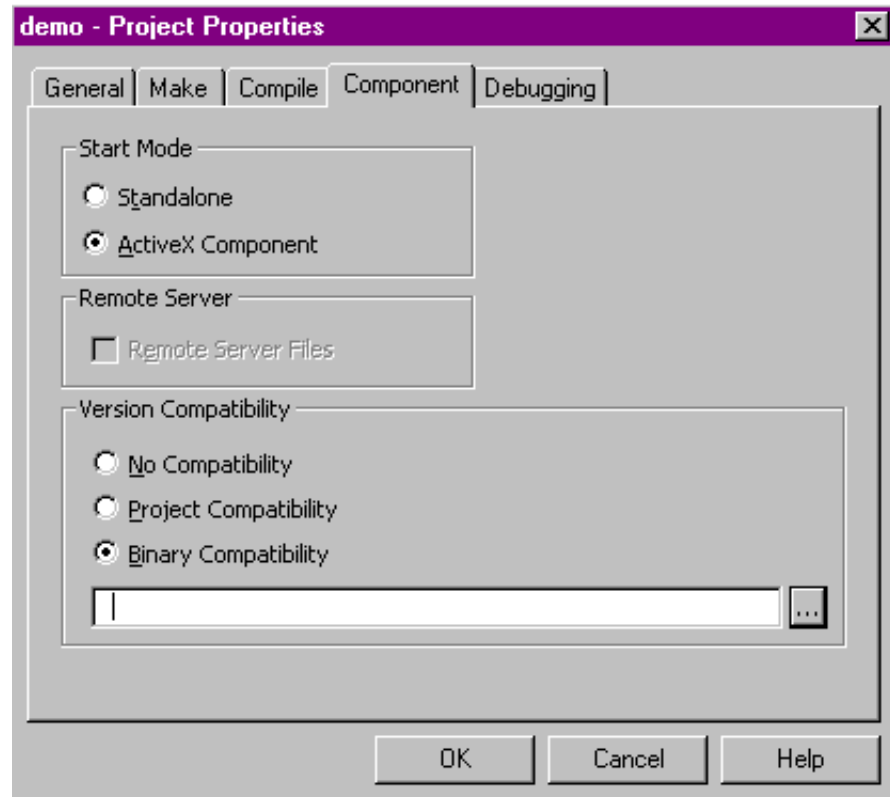 demo - Project Properties
General Make Compile Component Debugging
Start Mode
Standalone
ActiveX Component
Remote Server
Remote Server Files
Version Compatibility
No Compatibility
Project Compatibility
Binary Compatibility
...
OK Cancel Help